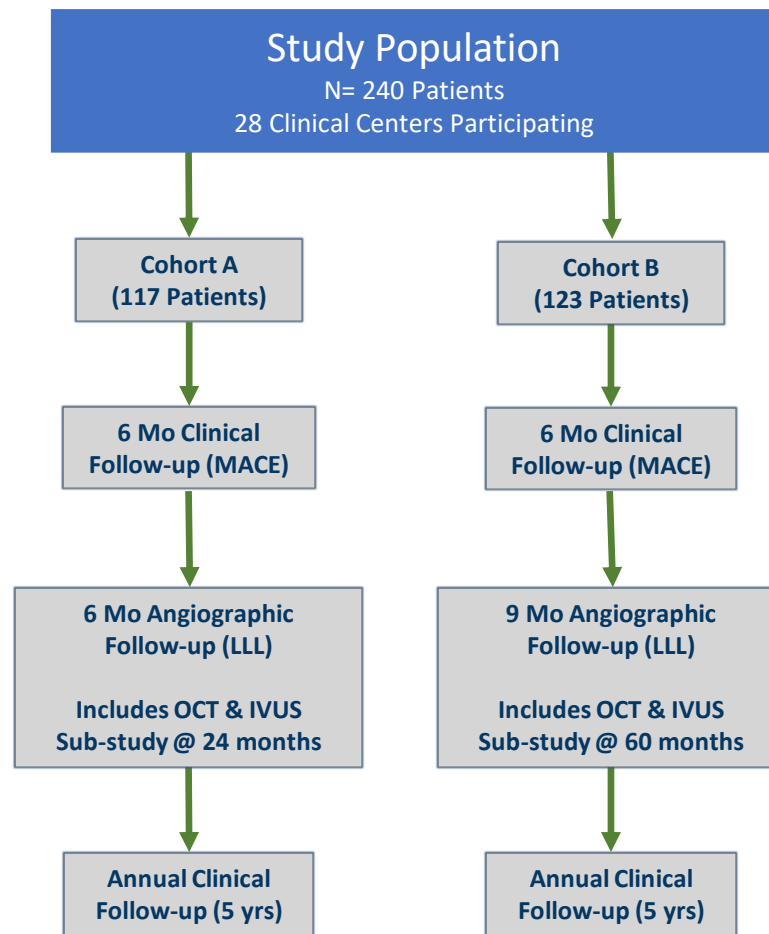 Study Population
N= 240 Patients
28 Clinical Centers Participating
Cohort A
(117 Patients)
Cohort B
(123 Patients)
6 Mo Clinical
Follow-up (MACE)
6 Mo Clinical
Follow-up (MACE)
6 Mo Angiographic
Follow-up (LLL)
Includes OCT & IVUS
Sub-study @ 24 months
9 Mo Angiographic
Follow-up (LLL)
Includes OCT & IVUS
Sub-study @ 60 months
Annual Clinical
Follow-up (5 yrs)
Annual Clinical
Follow-up (5 yrs)